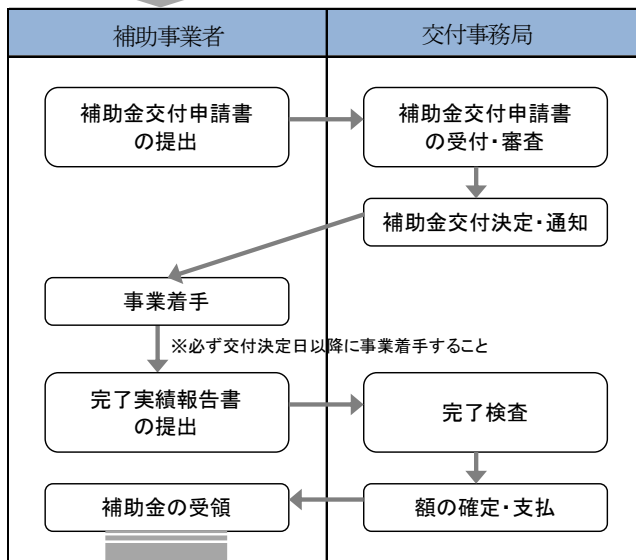 補助事業者
交付事務局
補助金交付申請書
の提出
補助金交付申請書
の受付・審査
補助金交付決定・通知
事業着手
※必ず交付決定日以降に事業着手すること
完了実績報告書
の提出
完了検査
額の確定・支払
補助金の受領